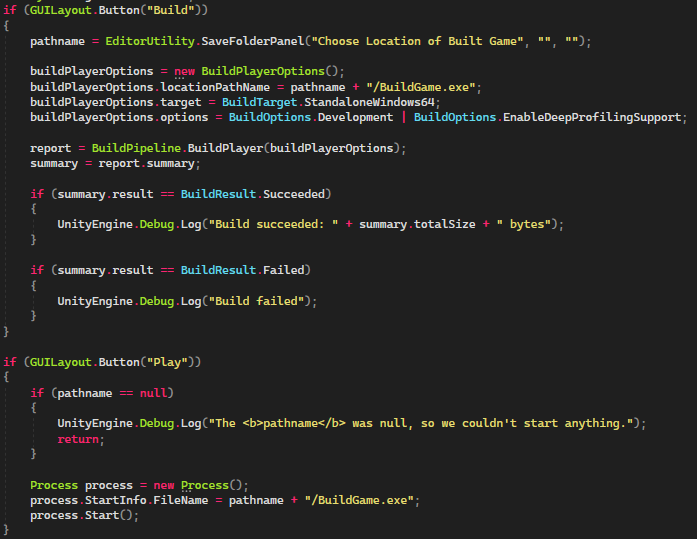 if (GUILayout.Button("Build"))
{
pathname = EditorUtility.SaveFolderPanel("Choose Location of Built Game", "", "");
buildPlayerOptions = new BuildPlayerOptions();
buildPlayerOptions.locationPathName = pathname + "/BuildGame.exe";
buildPlayerOptions.target = BuildTarget.StandaloneWindows64;
buildPlayerOptions.options = BuildOptions.Development | BuildOptions.EnableDeepProfilingSupport;
report = BuildPipeline.BuildPlayer(buildPlayerOptions);
summary = report.summary;
if (summary.result == BuildResult.Succeeded)
{
UnityEngine.Debug.Log("Build succeeded: " + summary.totalSize + " bytes");
}
if (summary.result == BuildResult.Failed)
{
UnityEngine.Debug.Log("Build failed");
}
}
if (GUILayout.Button("Play"))
{
if (pathname == null)
{
UnityEngine.Debug.Log("The <b>pathname</b> was null, so we couldn't start anything.");
return;
}
Process process = new Process();
process.StartInfo.FileName = pathname + "/BuildGame.exe";
process.Start();
}